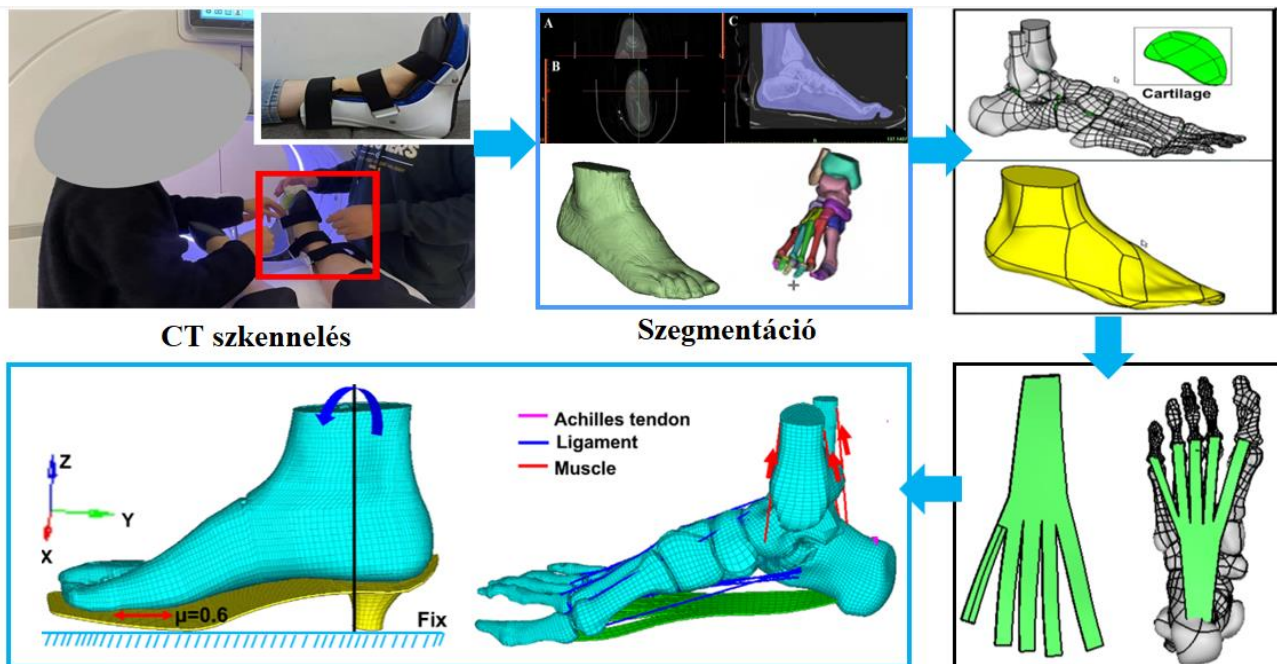 A
B
C
Cartilage
CT szkennelés
Szegmentáció
Z
Y
X
μ=0.6
Fix
Achilles tendon
Ligament
Muscle